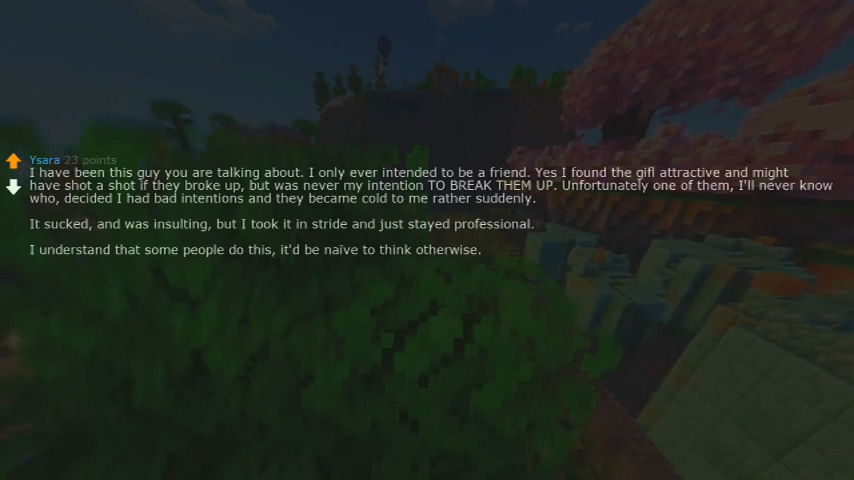 Ysara 23 points
I have been this guy you are talking about. I only ever intended to be a friend. Yes I found the gifl attractive and might
have shot a shot if they broke up, but was never my intention TO BREAK THEM UP. Unfortunately one of them, I'll never know
who, decided I had bad intentions and they became cold to me rather suddenly.
It sucked, and was insulting, but I took it in stride and just stayed professional.
I understand that some people do this, it'd be naïve to think otherwise.